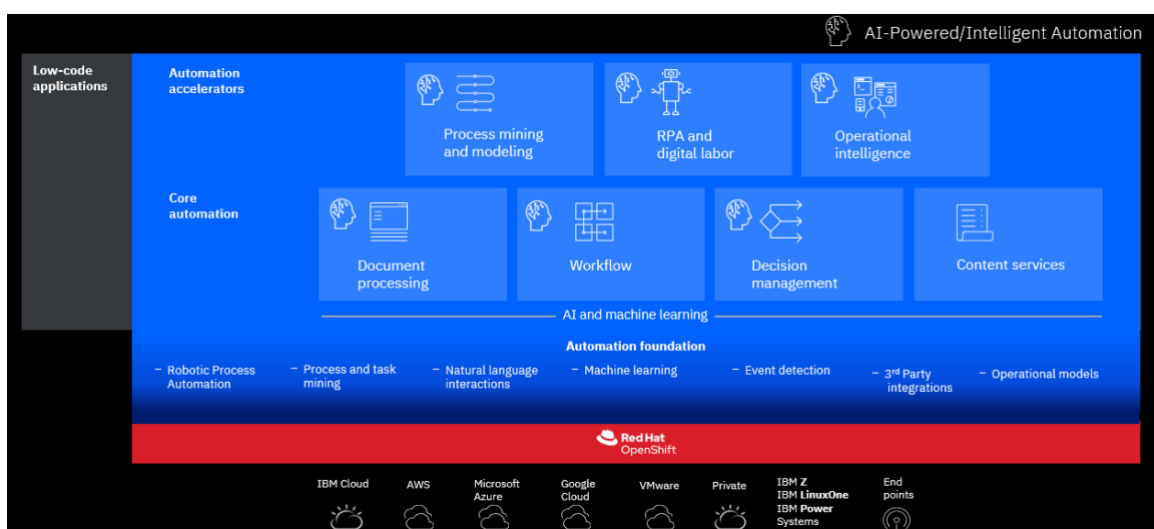 AI-Powered/Intelligent Automation
Low-code
applications
Automation
accelerators
Process mining
and modeling
RPA and
digital labor
Operational
intelligence
Core
automation
Document
processing
Workflow
Decision
management
Content services
AI and machine learning
Automation foundation
– Robotic Process
Automation
– Process and task
mining
– Natural language
interactions
– Machine learning
– Event detection
– 3rd Party
integrations
– Operational models
Red Hat
OpenShift
IBM Cloud
AWS
Microsoft
Azure
Google
Cloud
VMware
Private
IBM Z
IBM LinuxOne
IBM Power
Systems
End
points